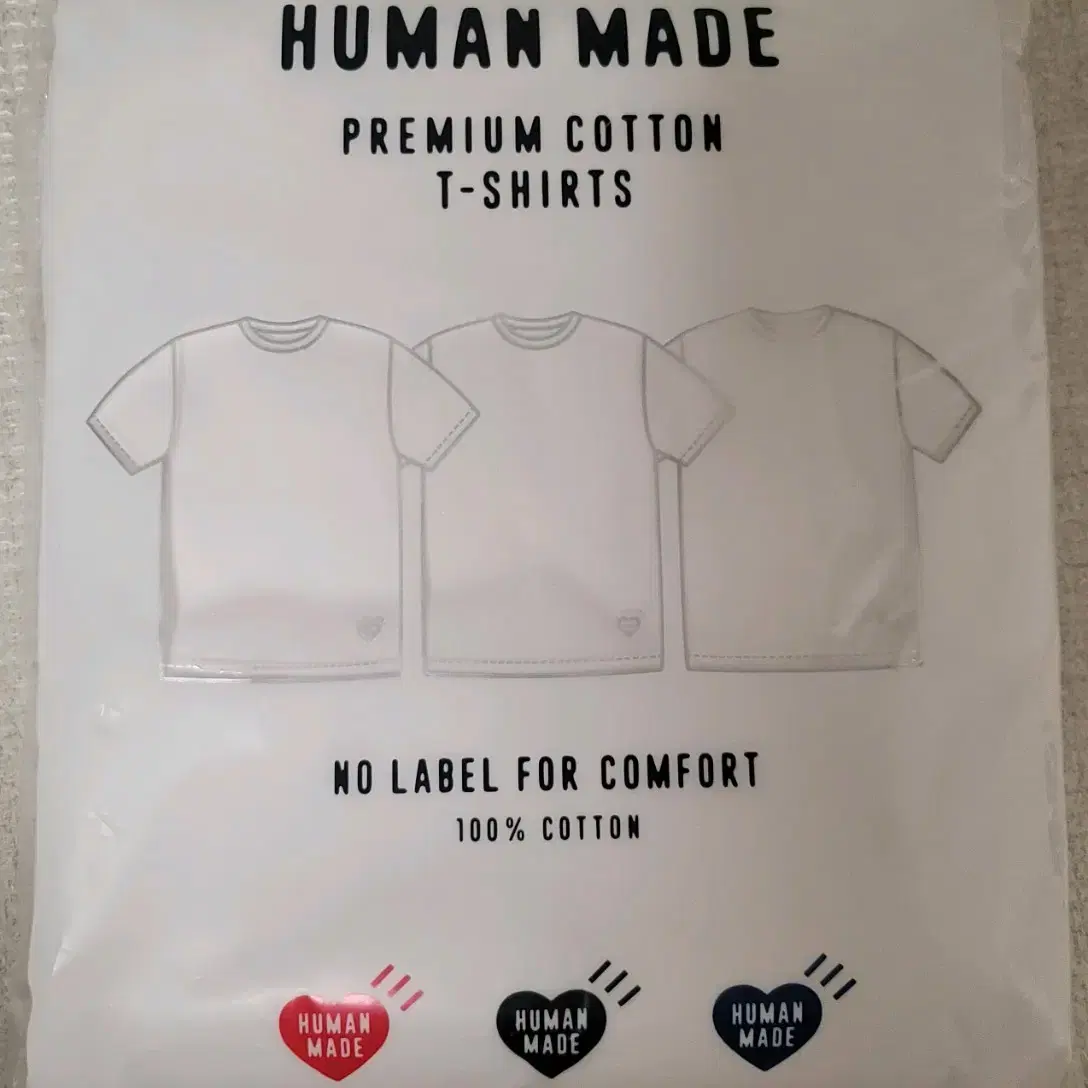 HUMAN MADE
PREMIUM COTTON
T-SHIRTS
NO LABEL FOR COMFORT
100% COTTON
HUMAN
MADE
HUMAN
MADE
HUMAN
MADE